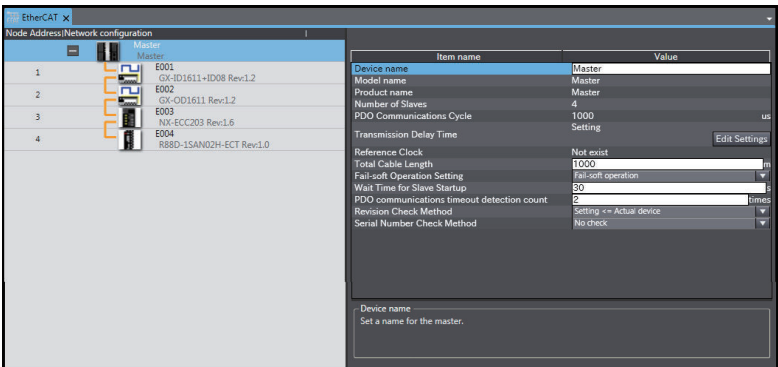 EtherCAT
Node Address|Network configuration
Master
Master
1
E001
GX-ID1611+ID08 Rev:1.2
2
E002
GX-OD1611 Rev:1.2
3
E003
NX-ECC203 Rev:1.6
4
E004
R88D-1SAN02H-ECT Rev:1.0
Item name Value
Device name Master
Model name Master
Product name Master
Number of Slaves 4
PDO Communications Cycle 1000 us
Transmission Delay Time Setting
Edit Settings
Reference Clock Not exist
Total Cable Length 1000 m
Fail-soft Operation Setting Fail-soft operation
Wait Time for Slave Startup 30 s
PDO communications timeout detection count 2 times
Revision Check Method Setting <= Actual device
Serial Number Check Method No check
Device name
Set a name for the master.